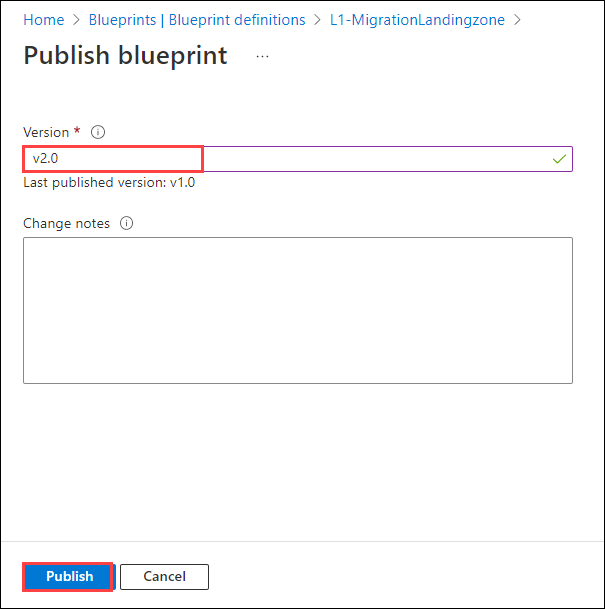 Home > Blueprints | Blueprint definitions > L1-MigrationLandingzone >
Publish blueprint ...
Version *
v2.0
Last published version: v1.0
Change notes
Publish Cancel